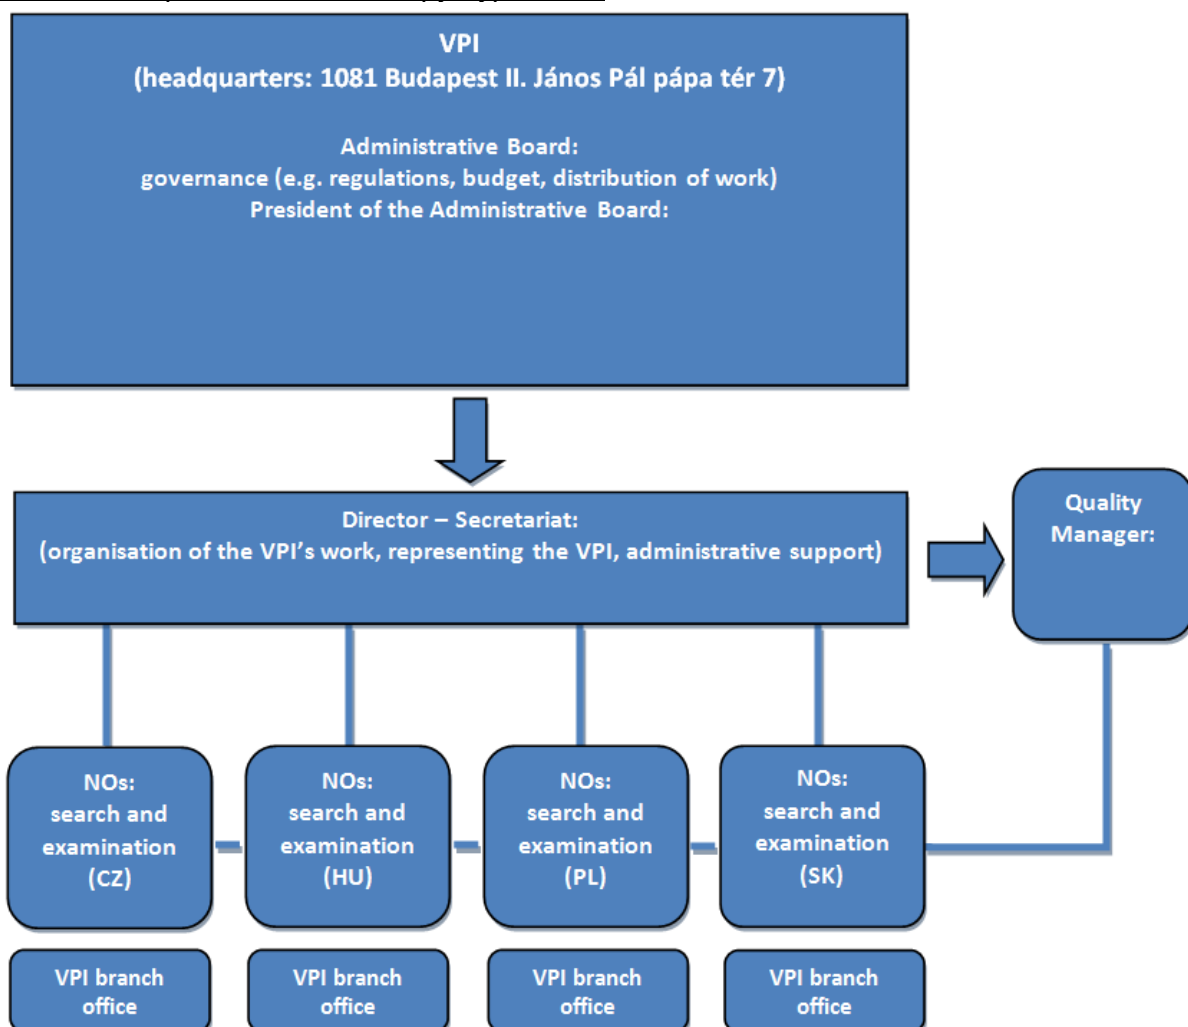 VPI
(headquarters: 1081 Budapest II. János Pál pápa tér 7)
Administrative Board:
governance (e.g. regulations, budget, distribution of work)
President of the Administrative Board:
Director – Secretariat:
(organisation of the VPI's work, representing the VPI, administrative support)
Quality
Manager:
NOs:
search and
examination
(CZ)
NOs:
search and
examination
(HU)
NOs:
search and
examination
(PL)
NOs:
search and
examination
(SK)
VPI branch
office
VPI branch
office
VPI branch
office
VPI branch
office